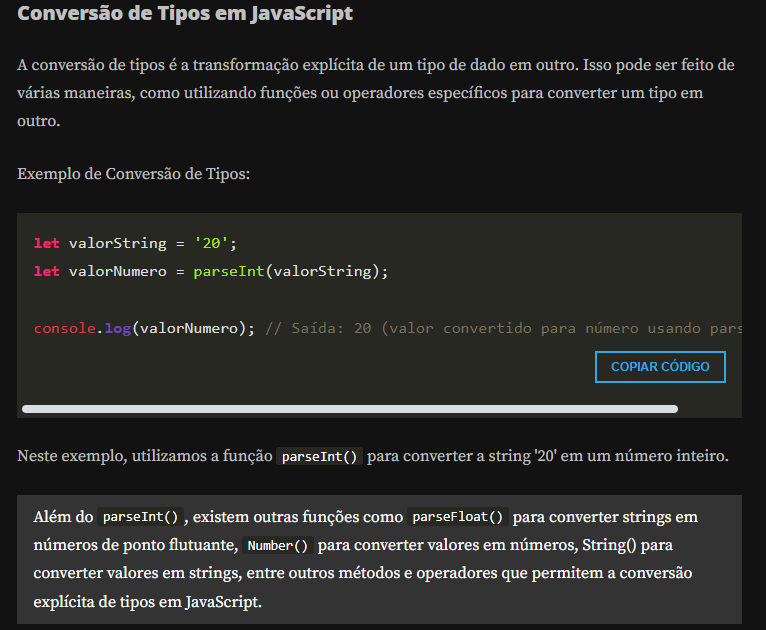 Conversão de Tipos em JavaScript
A conversão de tipos é a transformação explícita de um tipo de dado em outro. Isso pode ser feito de
várias maneiras, como utilizando funções ou operadores específicos para converter um tipo em
outro.
Exemplo de Conversão de Tipos:
let valorString = '20';
let valorNumero = parseInt(valorString);
console.log(valorNumero); // Saída: 20 (valor convertido para número usando pars
COPIAR CÓDIGO
Neste exemplo, utilizamos a função parseInt() para converter a string '20' em um número inteiro.
Além do parseInt() , existem outras funções como parseFloat() para converter strings em
números de ponto flutuante, Number() para converter valores em números, String() para
converter valores em strings, entre outros métodos e operadores que permitem a conversão
explícita de tipos em JavaScript.